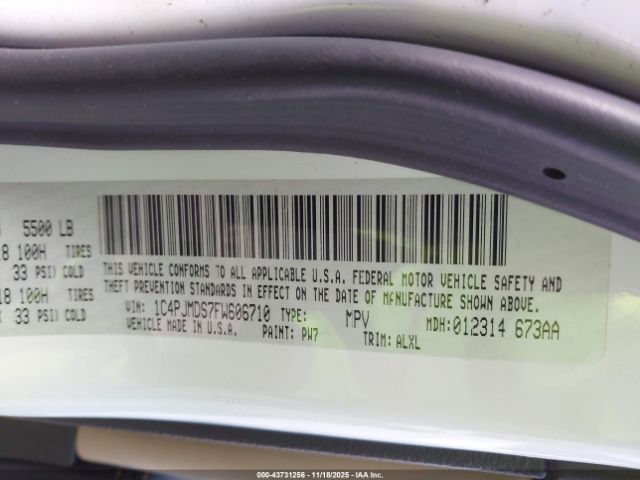 5500 LB
18 100H TIRES
33 PSI/COLD
18 100H TIRES
33 PSI/COLD
THIS VEHICLE CONFORMS TO ALL APPLICABLE U.S.A. FEDERAL MOTOR VEHICLE SAFETY AND
THEFT PREVENTION STANDARDS IN EFFECT ON THE DATE OF MFNUFACTURE SHOWN ABOVE.
VIN: 1C4PJMDS7FW606710 TYPE: MPV MDH:012314 673AA
VEHICLE MADE IN U.S.A. PAINT: PW7 TRIM: ALXL
000-43731256 - 11/18/2025 - IAA Inc.